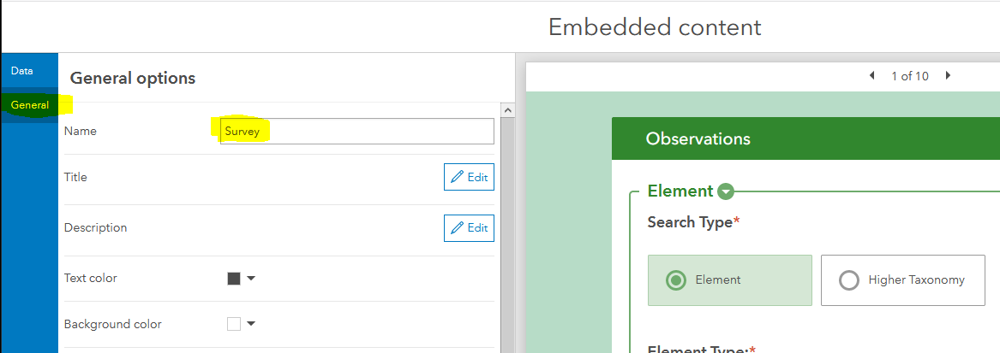 Embedded content
Data
General
General options
Name
Survey
Title
Edit
Description
Edit
Text color
Background color
1 of 10
Observations
Element
Search Type*
Element
Higher Taxonomy
Element Type:*